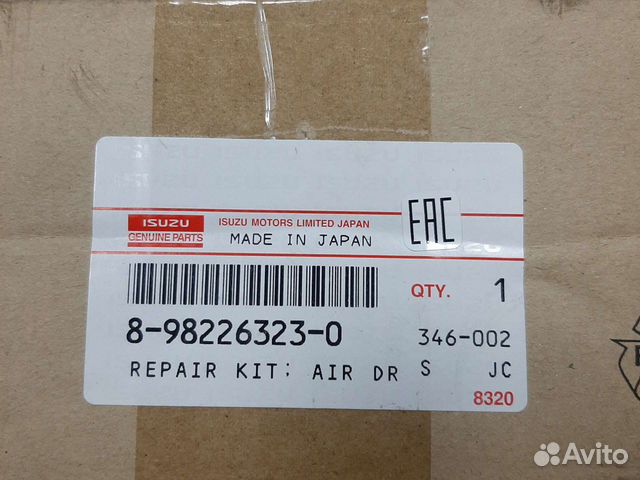 ISUZU
GENUINE PARTS
ISUZU MOTORS LIMITED JAPAN
MADE IN JAPAN
EAC
QTY. 1
8-98226323-0
346-002
REPAIR KIT; AIR DR
S JC
8320
Avito